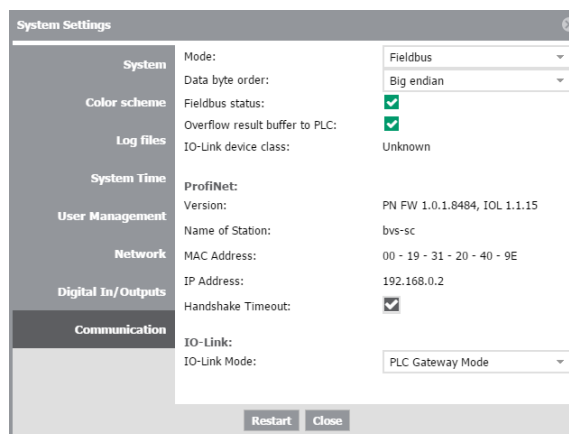 System Settings
System
Color scheme
Log files
System Time
User Management
Network
Digital In/Outputs
Communication
Mode: Fieldbus
Data byte order: Big endian
Fieldbus status:
Overflow result buffer to PLC:
IO-Link device class: Unknown
ProfiNet:
Version: PN FW 1.0.1.8484, IOL 1.1.15
Name of Station: bvs-sc
MAC Address: 00 - 19 - 31 - 20 - 40 - 9E
IP Address: 192.168.0.2
Handshake Timeout:
IO-Link:
IO-Link Mode: PLC Gateway Mode
Restart Close